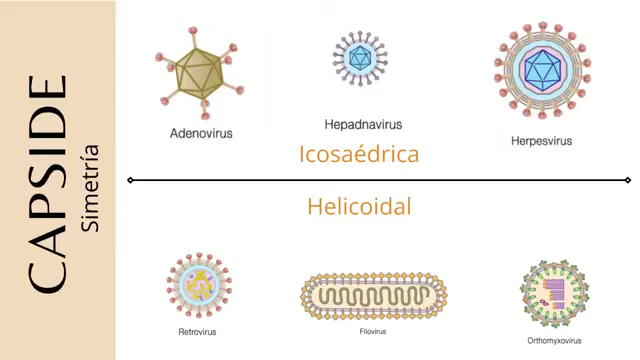 CAPSIDE
Simetría
Adenovirus
Hepadnavirus
Herpesvirus
Icosaédrica
Helicoidal
Retrovirus
Filovirus
Orthomyxovirus